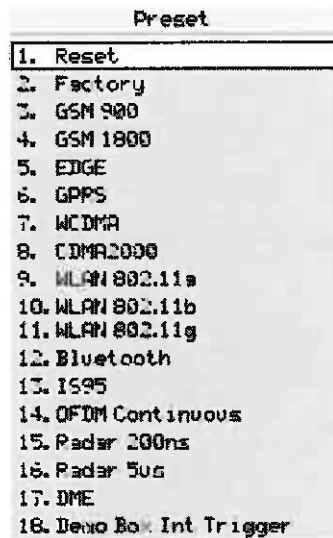 Preset
1. Reset
2. Factory
3. GSM 900
4. GSM 1800
5. EDGE
6. GPRS
7. WCDMA
8. CDMA2000
9. WLAN 802.11a
10. WLAN 802.11b
11. WLAN 802.11g
12. Bluetooth
13. IS95
14. OFDM Continuous
15. Radar 200ns
16. Radar 5us
17. DME
18. Demo Box Int Trigger